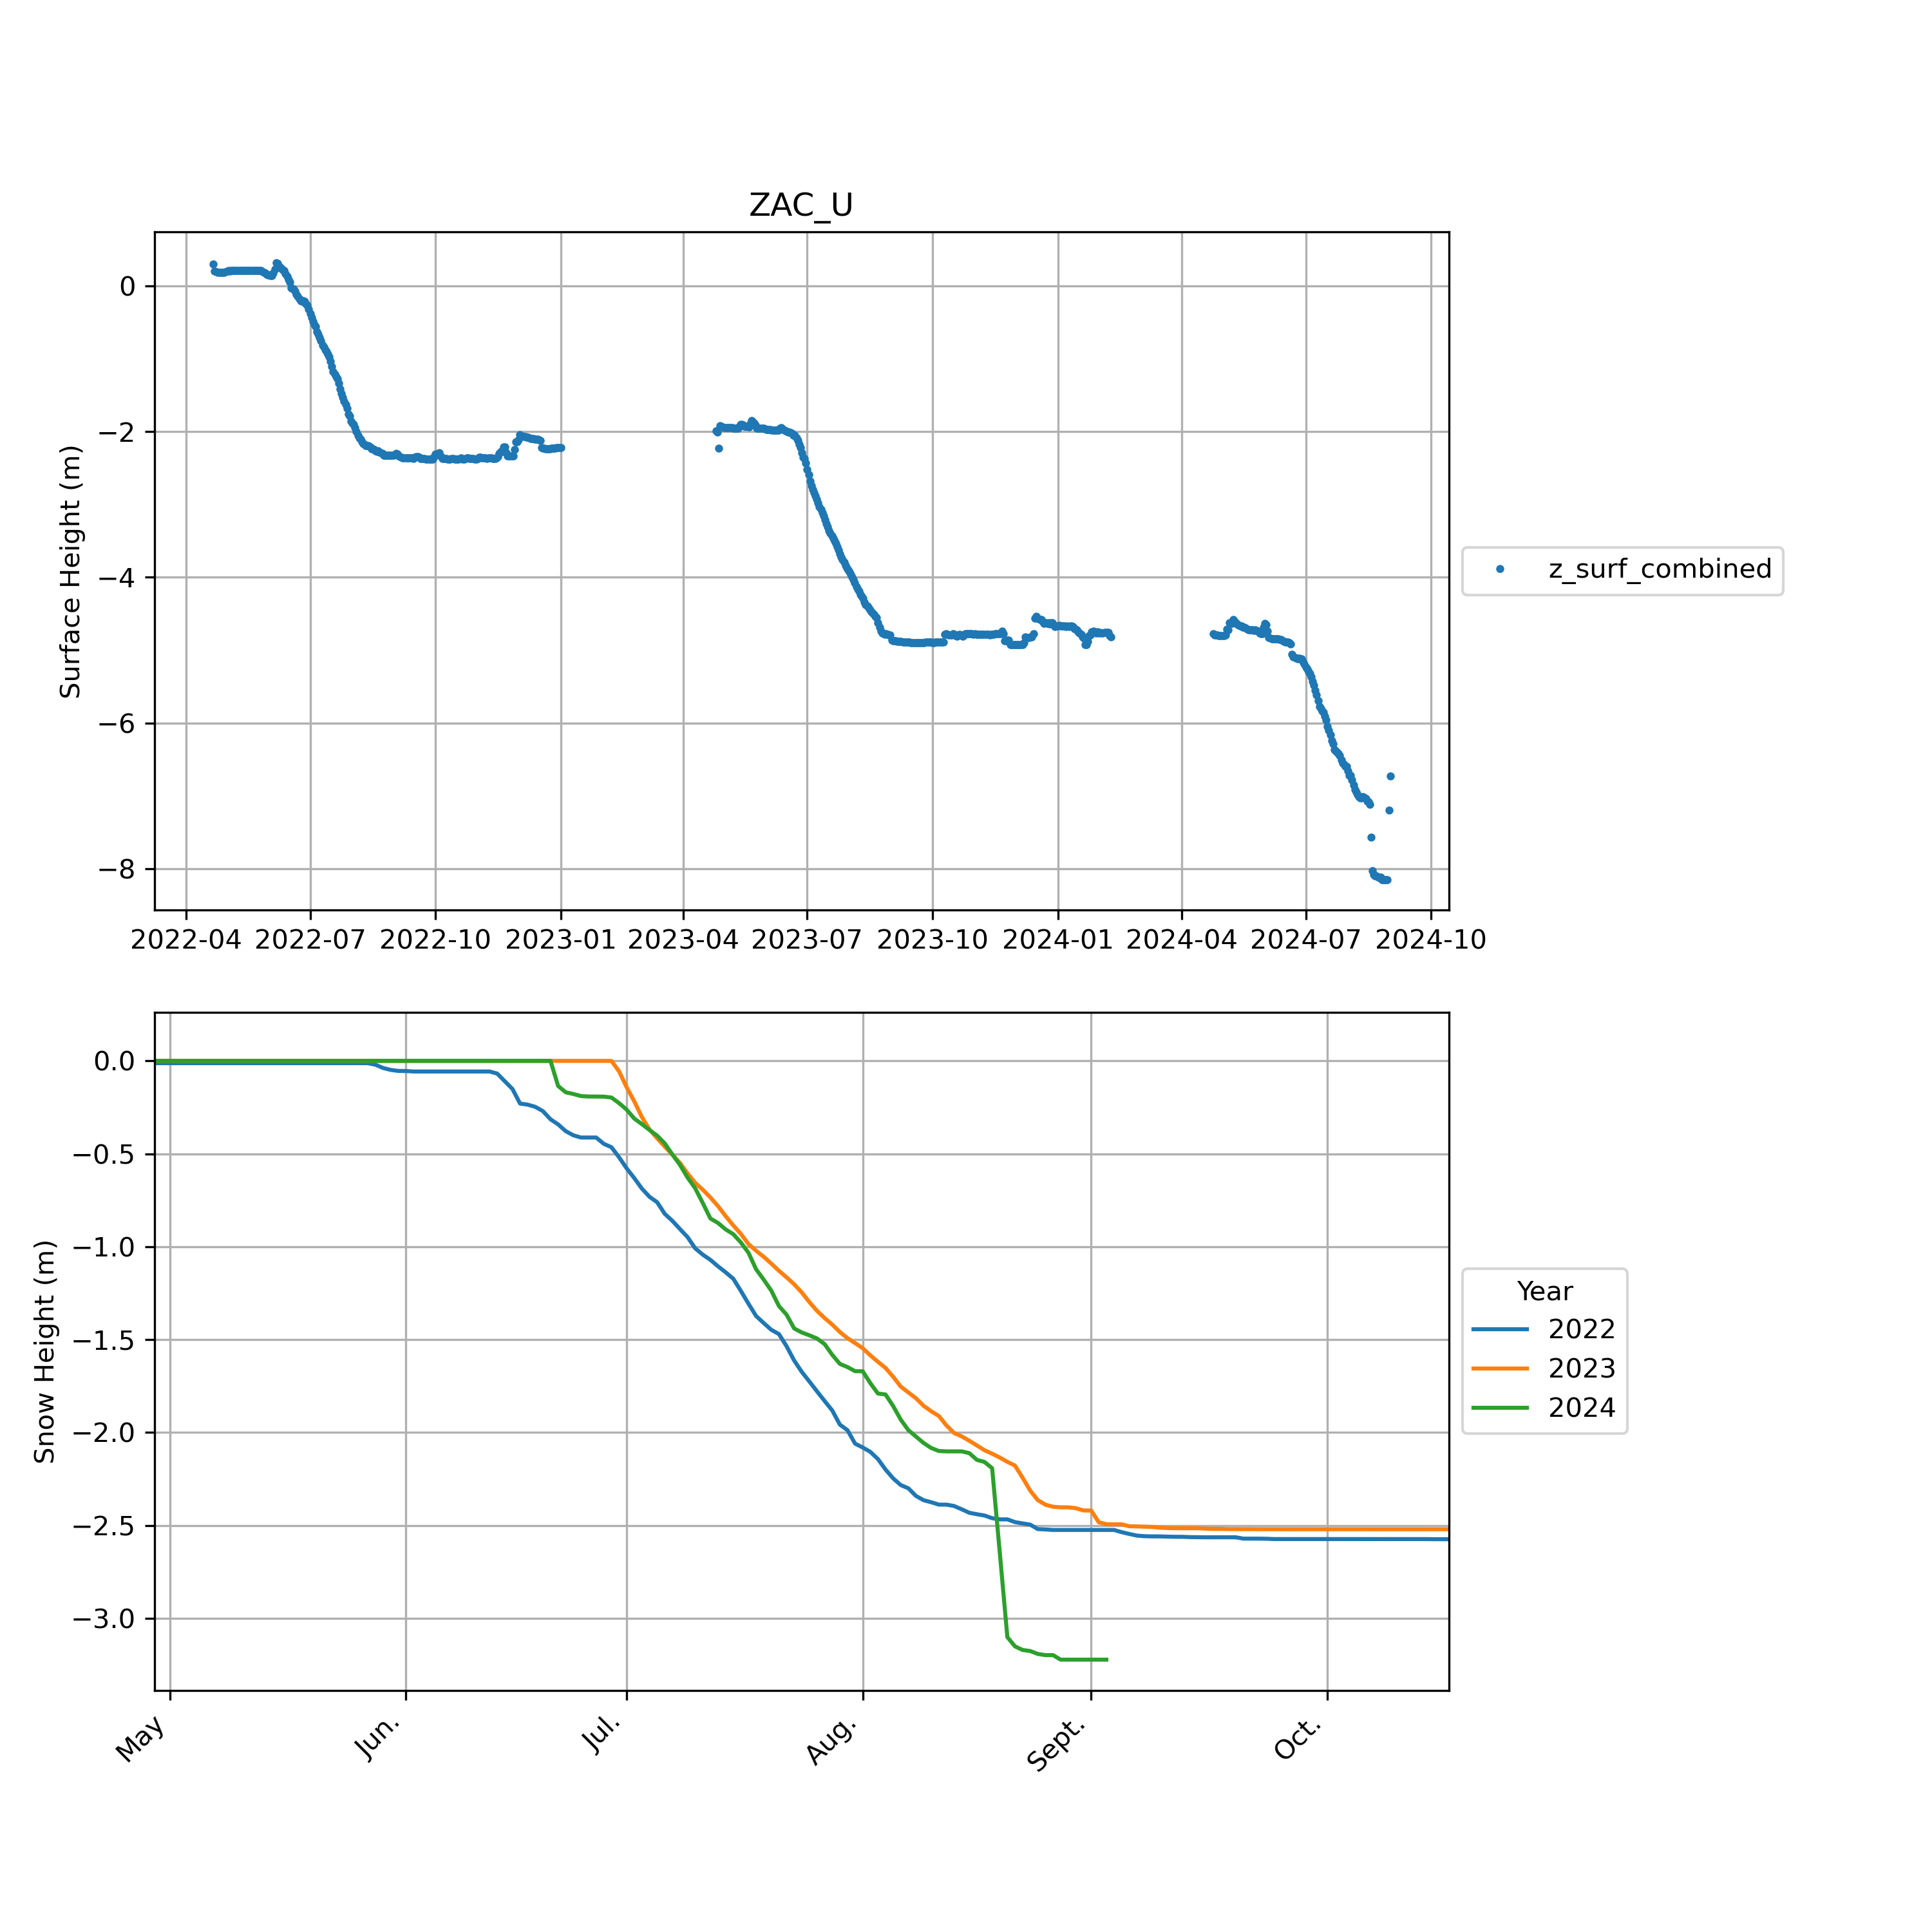 ZAC_U
Surface Height (m)
0
−2
−4
−6
−8
2022-04 2022-07 2022-10 2023-01 2023-04 2023-07 2023-10 2024-01 2024-04 2024-07 2024-10
z_surf_combined
Snow Height (m)
0.0
−0.5
−1.0
−1.5
−2.0
−2.5
−3.0
May Jun. Jul. Aug. Sept. Oct.
Year
2022
2023
2024